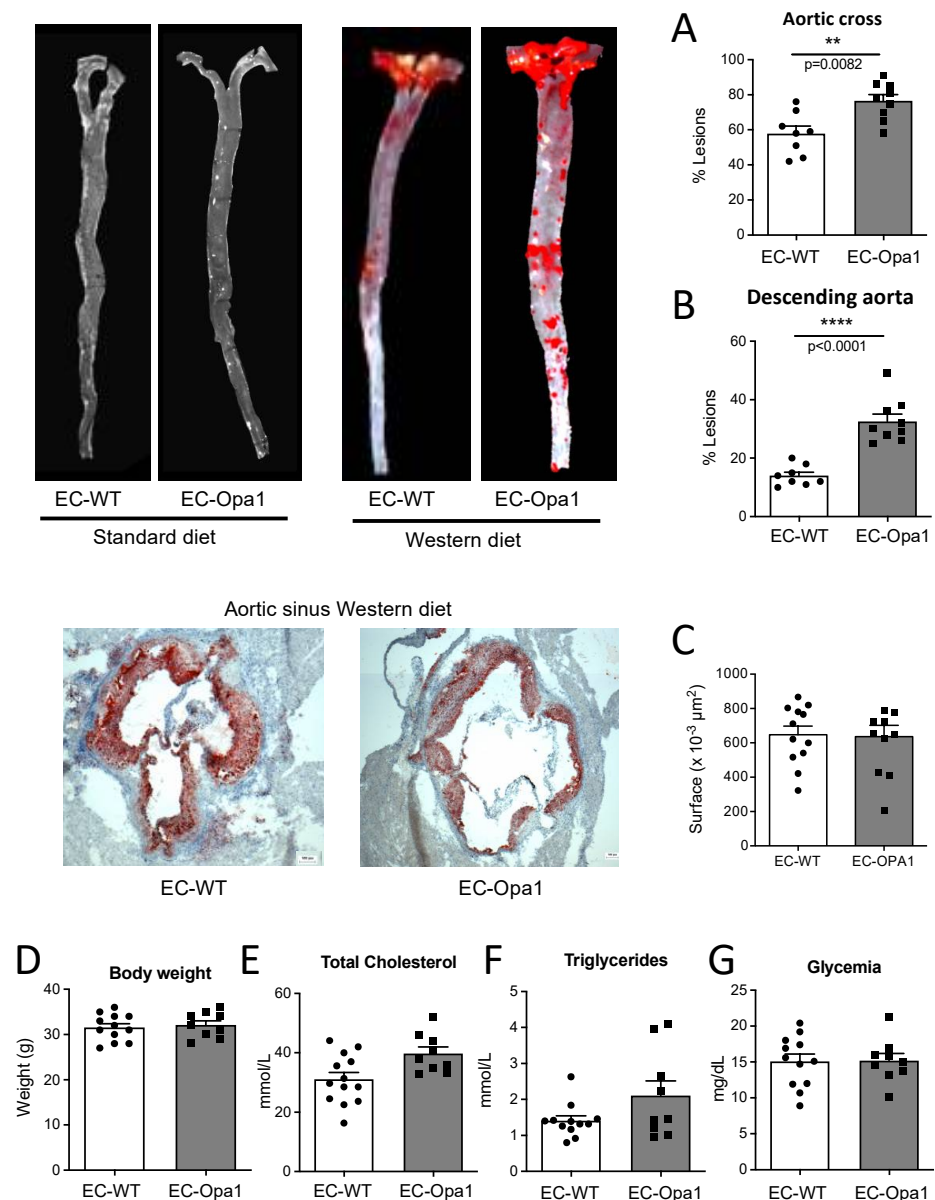 A
Aortic cross
**
p=0.0082
% Lesions
100
80
60
40
20
0
EC-WT EC-Opa1
B
Descending aorta
****
p<0.0001
% Lesions
60
40
20
0
EC-WT EC-Opa1
EC-WT EC-Opa1
Standard diet
EC-WT EC-Opa1
Western diet
Aortic sinus Western diet
EC-WT EC-Opa1
C
Surface (x 10-3 µm2)
1000
800
600
400
200
0
EC-WT EC-OPA1
D
Body weight
Weight (g)
40
30
20
10
0
EC-WT EC-Opa1
E
Total Cholesterol
mmol/L
60
40
20
0
EC-WT EC-Opa1
F
Triglycerides
mmol/L
5
4
3
2
1
0
EC-WT EC-Opa1
G
Glycemia
mg/dL
25
20
15
10
5
0
EC-WT EC-Opa1